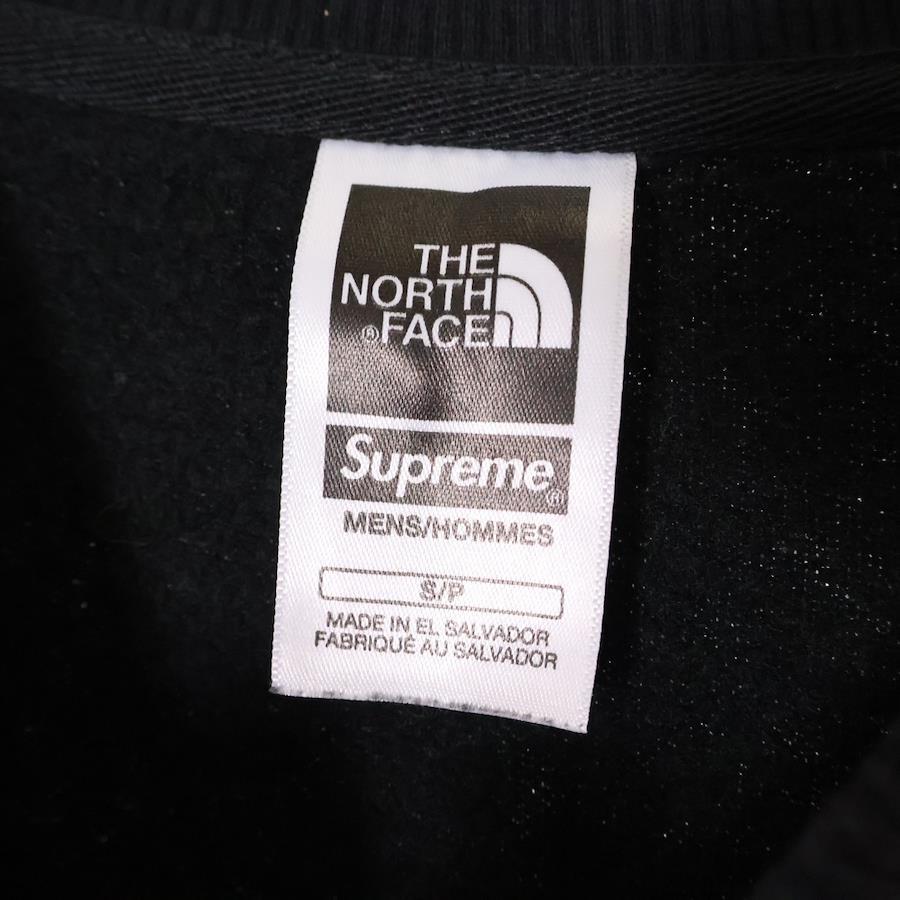 THE
NORTH
®FACE
Supreme®
MENS/HOMMES
S/P
MADE IN EL SALVADOR
FABRIQUÉ AU SALVADOR